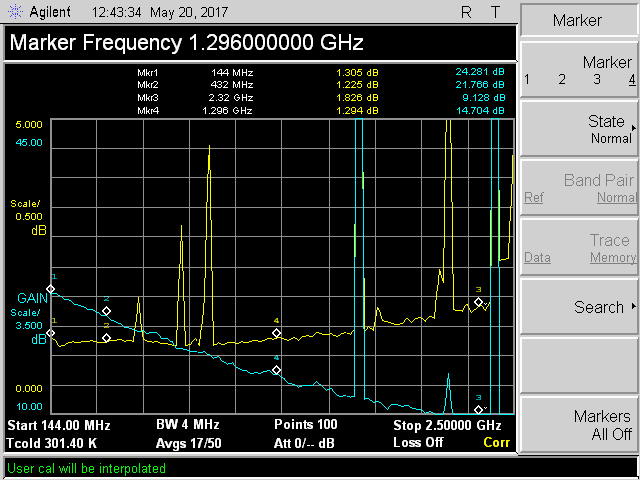 Agilent 12:43:34 May 20, 2017 R T
Marker Frequency 1.296000000 GHz
Mkr1 144 MHz 1.305 dB 24.281 dB
Mkr2 432 MHz 1.225 dB 21.766 dB
Mkr3 2.32 GHz 1.826 dB 9.128 dB
Mkr4 1.296 GHz 1.294 dB 14.704 dB
5.000
45.00
Scale/
0.500
dB
GAIN
Scale/
3.500
dB
0.000
10.00
1
2
3
4
1
2
3
4
Start 144.00 MHz BW 4 MHz Points 100 Stop 2.50000 GHz
Tcold 301.40 K Avgs 17/50 Att 0/-- dB Loss Off Corr
User cal will be interpolated
Marker
Marker
1 2 3 4
State
Normal
Band Pair
Ref Normal
Trace
Data Memory
Search
Markers
All Off